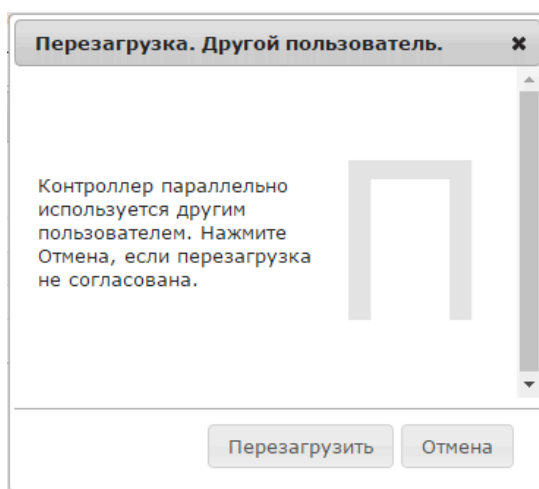 Перезагрузка. Другой пользователь.
Контроллер параллельно
используется другим
пользователем. Нажмите
Отмена, если перезагрузка
не согласована.
П
Перезагрузить
Отмена